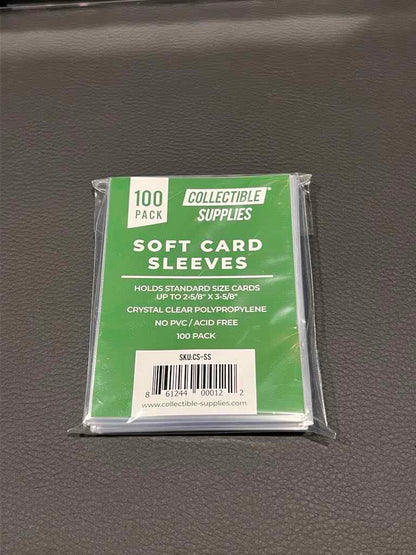 100
PACK
COLLECTIBLE®
SUPPLIES
SOFT CARD
SLEEVES
HOLDS STANDARD SIZE CARDS
UP TO 2-5/8" X 3-5/8"
CRYSTAL CLEAR POLYPROPYLENE
NO PVC / ACID FREE
100 PACK
SKU:CS-SS
8 61244 00012 2
www.collectible-supplies.com